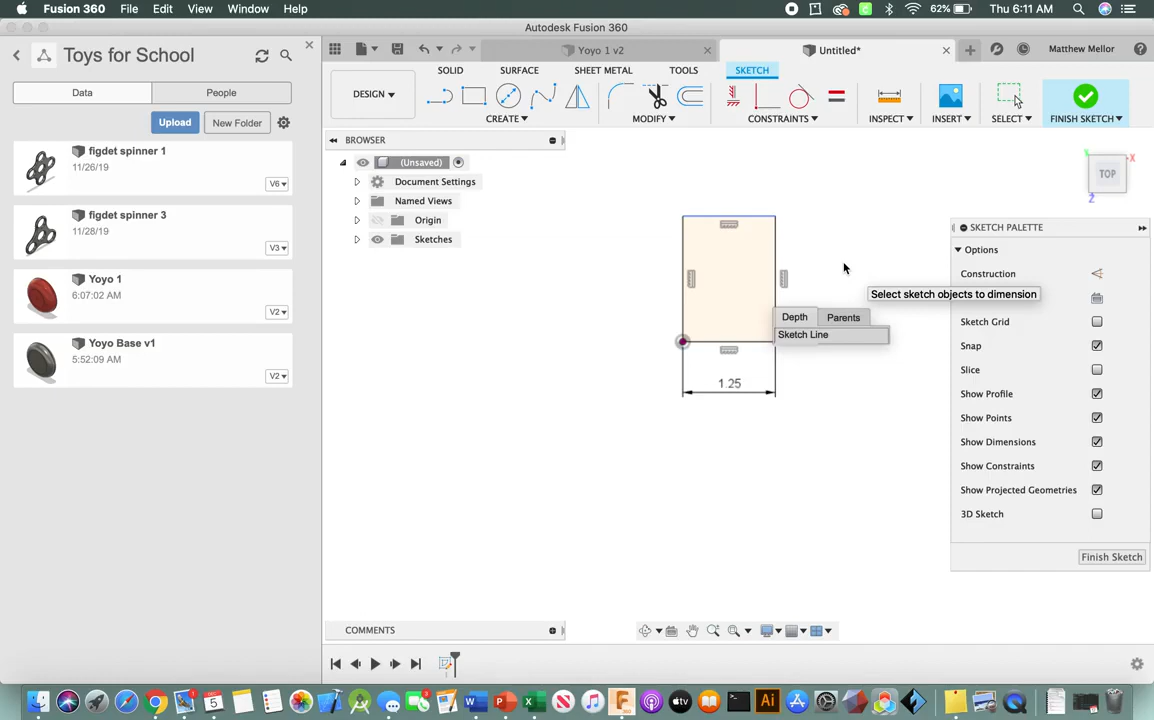 Fusion 360 File Edit View Window Help 62% Thu 6:11 AM
Autodesk Fusion 360
Toys for School
Yoyo 1 v2
Untitled*
Matthew Mellor
SOLID SURFACE SHEET METAL TOOLS SKETCH
Data People
DESIGN
CREATE MODIFY CONSTRAINTS INSPECT INSERT SELECT FINISH SKETCH
Upload New Folder
BROWSER
figdet spinner 1
11/26/19
V6
(Unsaved)
Document Settings
Named Views
Origin
Sketches
figdet spinner 3
11/28/19
V3
Yoyo 1
6:07:02 AM
V2
Yoyo Base v1
5:52:09 AM
V2
TOP
X
Z
SKETCH PALETTE
Options
Construction
Select sketch objects to dimension
Sketch Grid
Snap
Slice
Show Profile
Show Points
Show Dimensions
Show Constraints
Show Projected Geometries
3D Sketch
Finish Sketch
Depth Parents
Sketch Line
1.25
COMMENTS